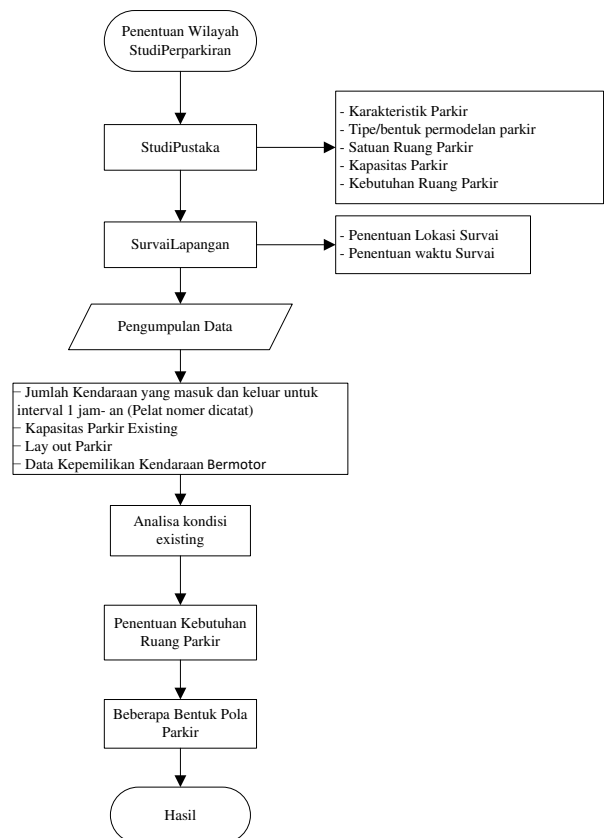 Penentuan Wilayah
StudiPerparkiran
StudiPustaka
- Karakteristik Parkir
- Tipe/bentuk permodelan parkir
- Satuan Ruang Parkir
- Kapasitas Parkir
- Kebutuhan Ruang Parkir
SurvaiLapangan
- Penentuan Lokasi Survai
- Penentuan waktu Survai
Pengumpulan Data
– Jumlah Kendaraan yang masuk dan keluar untuk
interval 1 jam- an (Pelat nomer dicatat)
– Kapasitas Parkir Existing
– Lay out Parkir
– Data Kepemilikan Kendaraan Bermotor
Analisa kondisi
existing
Penentuan Kebutuhan
Ruang Parkir
Beberapa Bentuk Pola
Parkir
Hasil